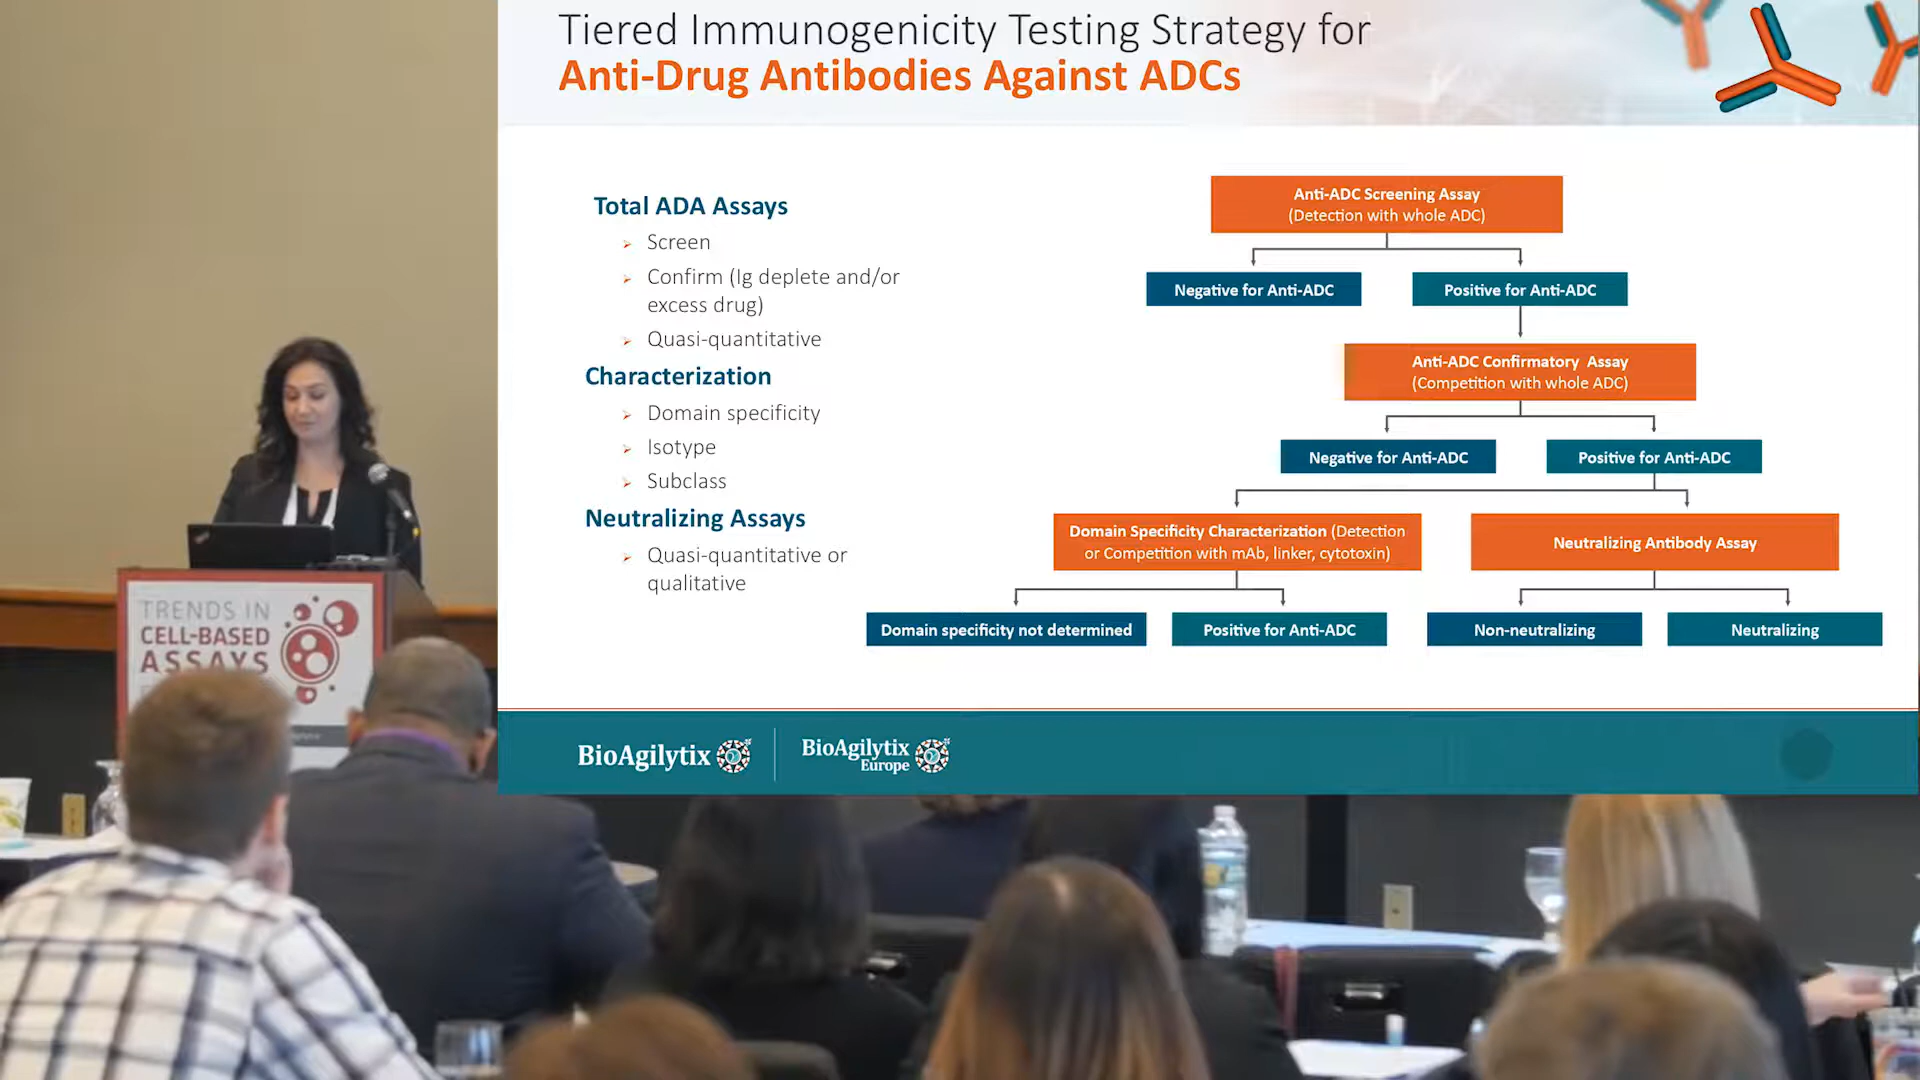 Tiered Immunogenicity Testing Strategy for
Anti-Drug Antibodies Against ADCs
Total ADA Assays
Screen
Confirm (Ig deplete and/or
excess drug)
Quasi-quantitative
Characterization
Domain specificity
Isotype
Subclass
Neutralizing Assays
Quasi-quantitative or
qualitative
Anti-ADC Screening Assay
(Detection with whole ADC)
Negative for Anti-ADC
Positive for Anti-ADC
Anti-ADC Confirmatory Assay
(Competition with whole ADC)
Negative for Anti-ADC
Positive for Anti-ADC
Domain Specificity Characterization (Detection
or Competition with mAb, linker, cytotoxin)
Neutralizing Antibody Assay
Domain specificity not determined
Positive for Anti-ADC
Non-neutralizing
Neutralizing
BioAgilytix
BioAgilytix
Europe
TRENDS IN
CELL-BASED
ASSAYS